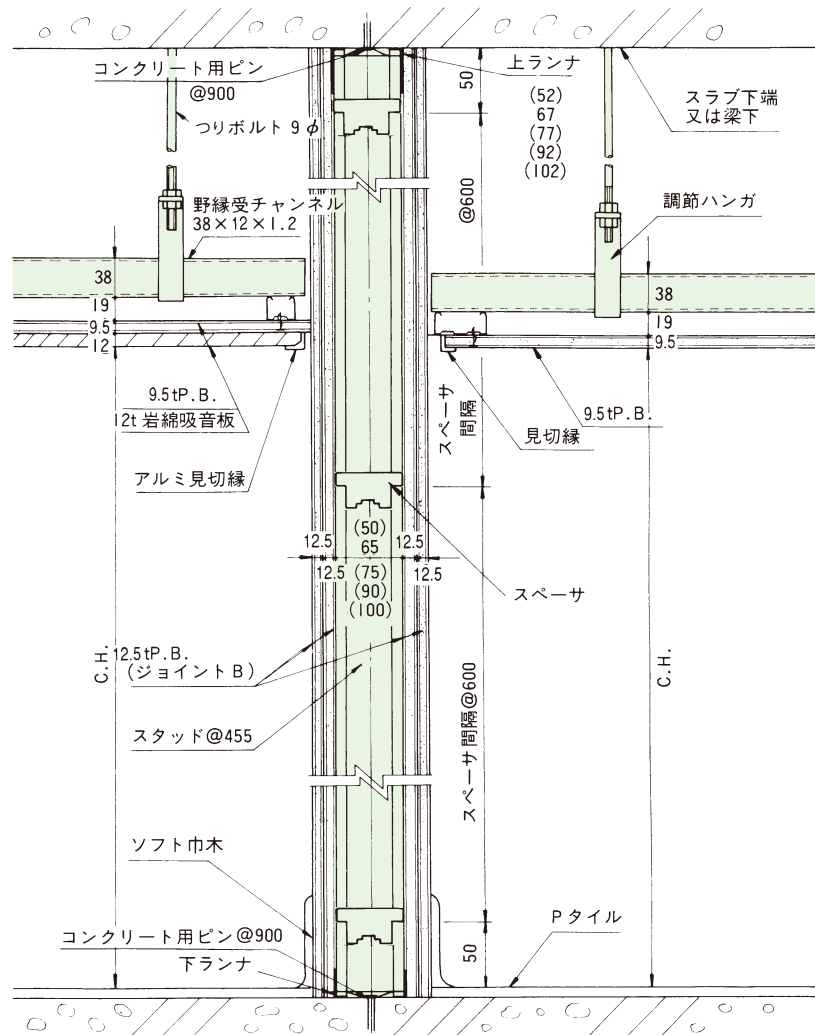 コンクリート用ピン
@900
つりボルト 9φ
上ランナ
50
(52)
67
(77)
(92)
(102)
スラブ下端
又は梁下
@600
野縁受チャンネル
38×12×1.2
調節ハンガ
38
19
9.5
12
38
19
9.5
9.5tP.B.
12t 岩綿吸音板
アルミ見切縁
スペーサ
間隔
9.5tP.B.
見切縁
12.5
12.5
(50)
65
(75)
(90)
(100)
12.5
12.5
スペーサ
C.H.
12.5tP.B.
(ジョイントB)
スタッド@455
スペーサ間隔@600
C.H.
ソフト巾木
コンクリート用ピン@900
下ランナ
50
Pタイル